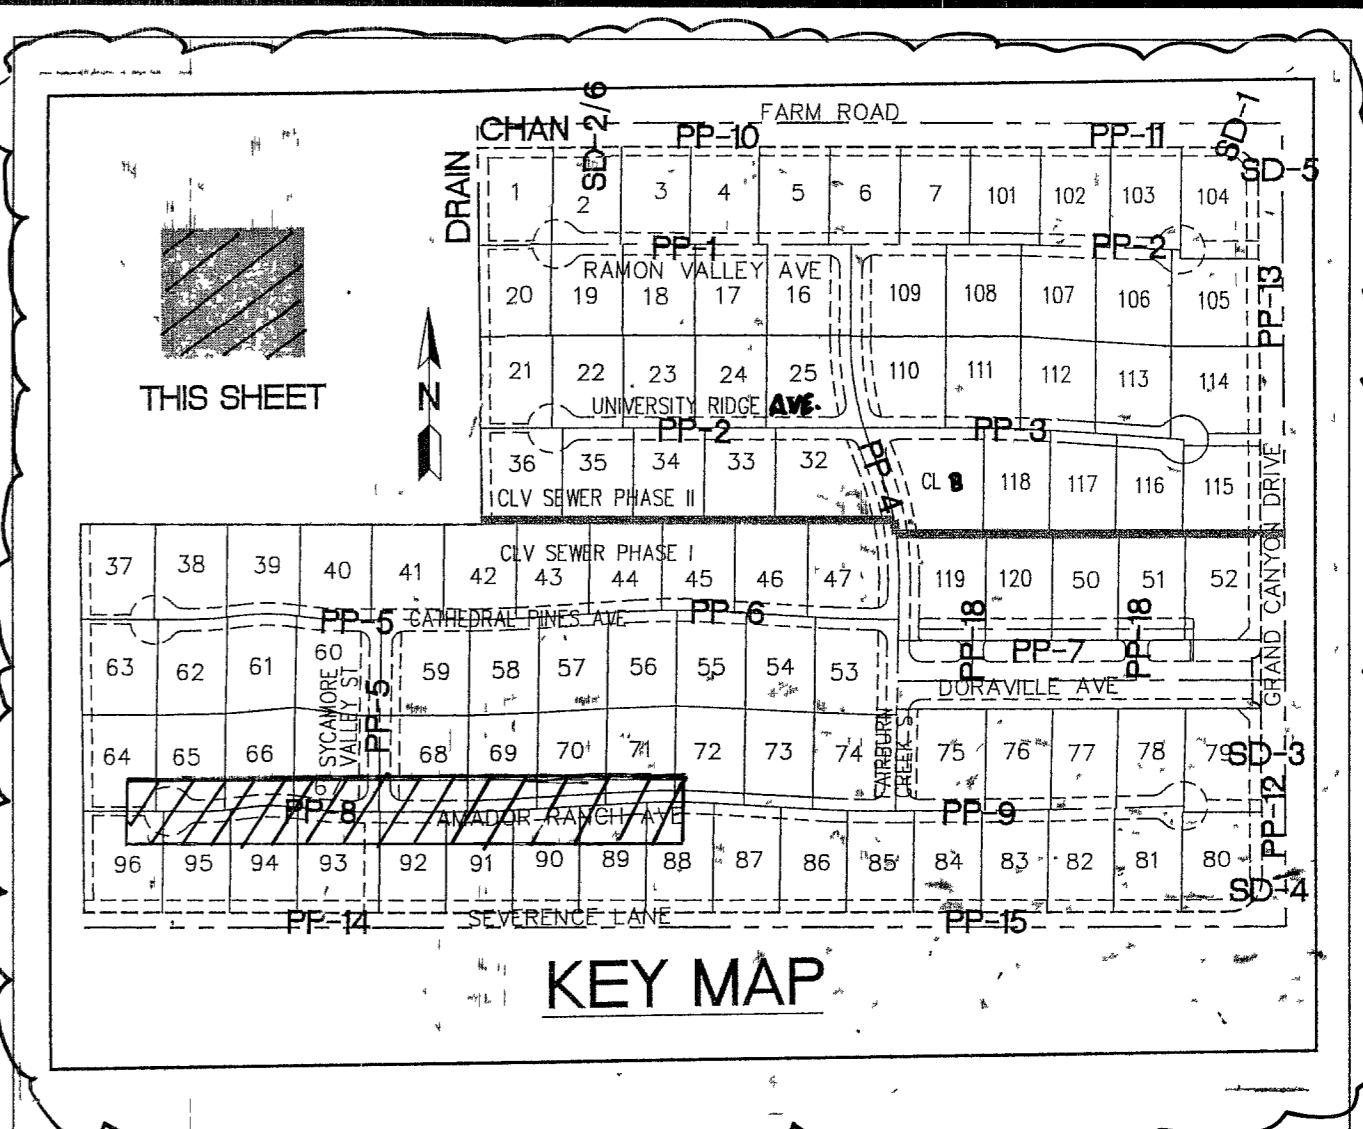 FARM ROAD
CHAN
SD-2/6
PP-10
PP-11
SD-1
SD-5
DRAIN
1 2 3 4 5 6 7 101 102 103 104
PP-1
PP-2
RAMON VALLEY AVE
PP-13
20 19 18 17 16 109 108 107 106 105
THIS SHEET
N
21 22 23 24 25 110 111 112 113 114
UNIVERSITY RIDGE AVE.
PP-2
PP-3
PP-4
36 35 34 33 32 CL B 118 117 116 115
CLV SEWER PHASE II
GRAND CANYON DRIVE
CLV SEWER PHASE I
37 38 39 40 41 42 43 44 45 46 47 119 120 50 51 52
PP-5
CATHEDRAL PINES AVE
PP-6
PP-18
PP-7
PP-18
DORAVILLE AVE
63 62 61 60 59 58 57 56 55 54 53
SYCAMORE
VALLEY ST
PP-5
64 65 66 68 69 70 71 72 73 74 75 76 77 78 79
SD-3
PP-8
AMADOR RANCH AVE
PP-9
PP-12
96 95 94 93 92 91 90 89 88 87 86 85 84 83 82 81 80
SD-4
PP-14
SEVERENCE LANE
PP-15
KEY MAP